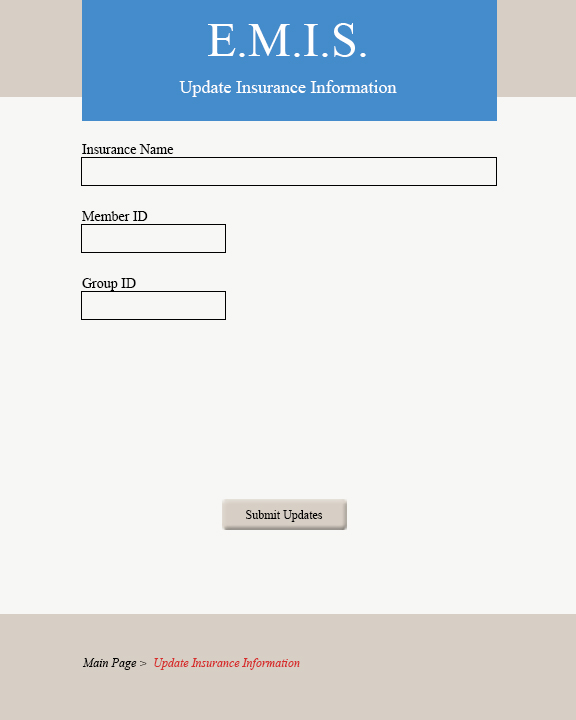 E.M.I.S.
Update Insurance Information
Insurance Name
Member ID
Group ID
Submit Updates
Main Page > Update Insurance Information